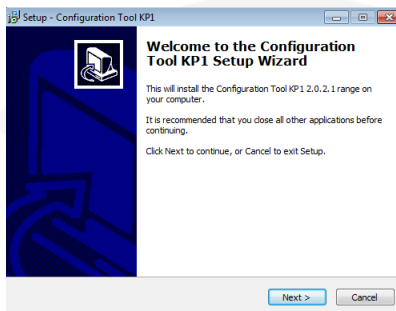 Setup - Configuration Tool KP1
Welcome to the Configuration
Tool KP1 Setup Wizard
This will install the Configuration Tool KP1 2.0.2.1 range on
your computer.
It is recommended that you close all other applications before
continuing.
Click Next to continue, or Cancel to exit Setup.
Next >
Cancel